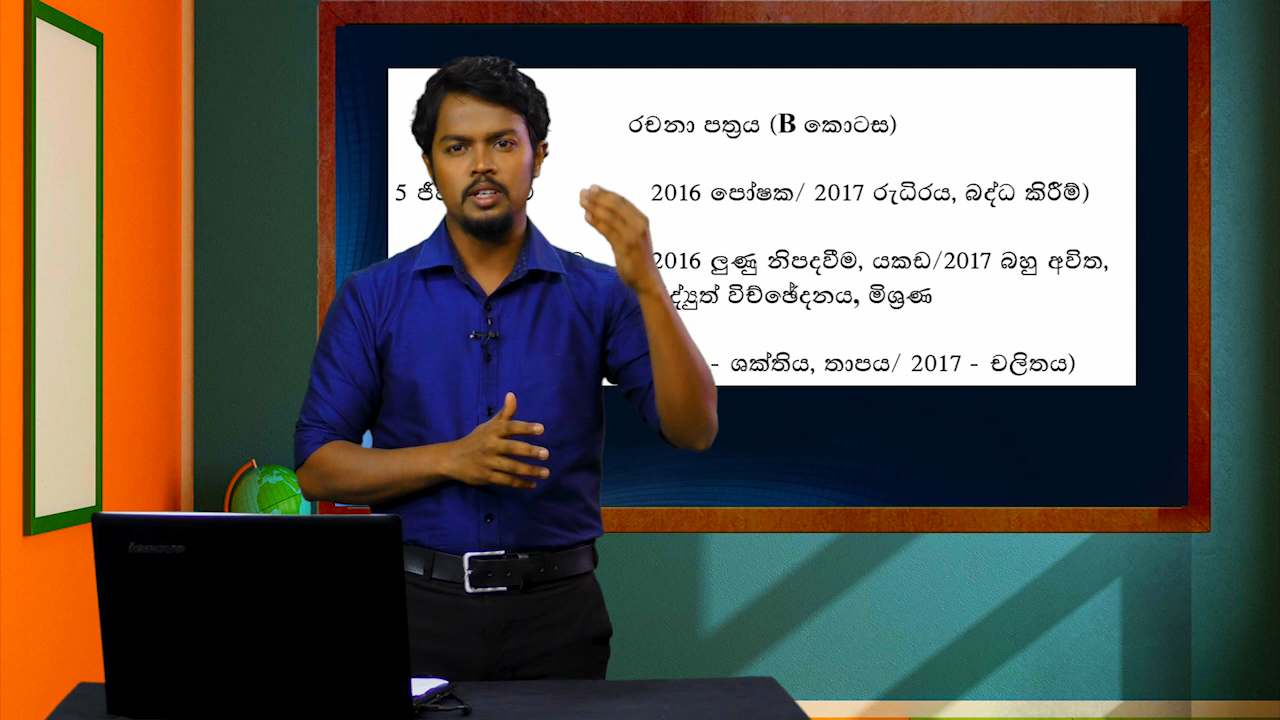 රචනා පත්‍රය (B කොටස)
5 2016 පෝෂක/ 2017 රුධිරය, බද්ධ කිරීම්)
2016 ලුණු නිපදවීම, යකඩ/2017 බහු අවිත,
විච්ඡේදනය, මිශ්‍රණ
- ශක්තිය, තාපය/ 2017 - චලිතය)
lenovo